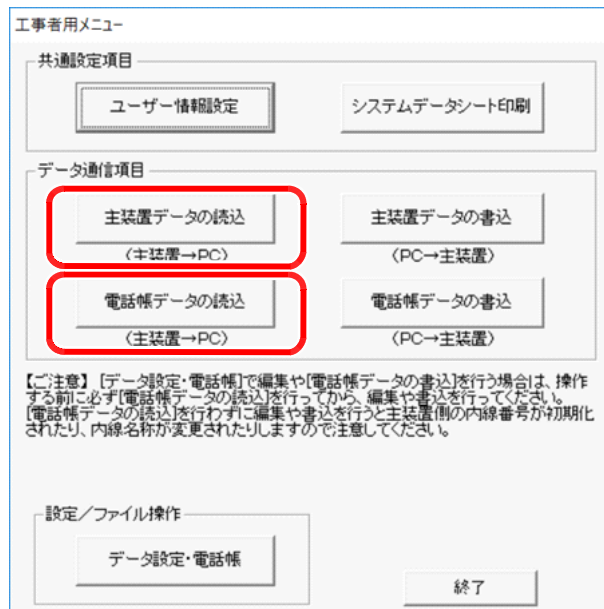 工事者用メニュー
共通設定項目
ユーザー情報設定
システムデータシート印刷
データ通信項目
主装置データの読込
主装置データの書込
(主装置→PC)
(PC→主装置)
電話帳データの読込
電話帳データの書込
(主装置→PC)
(PC→主装置)
【ご注意】 [データ設定・電話帳]で編集や[電話帳データの書込]を行う場合は、操作
する前に必ず[電話帳データの読込]を行ってから、編集や書込を行ってください。
[電話帳データの読込]を行わずに編集や書込を行うと主装置側の内線番号が初期化
されたり、内線名称が変更されたりしますので注意してください。
設定/ファイル操作
データ設定・電話帳
終了